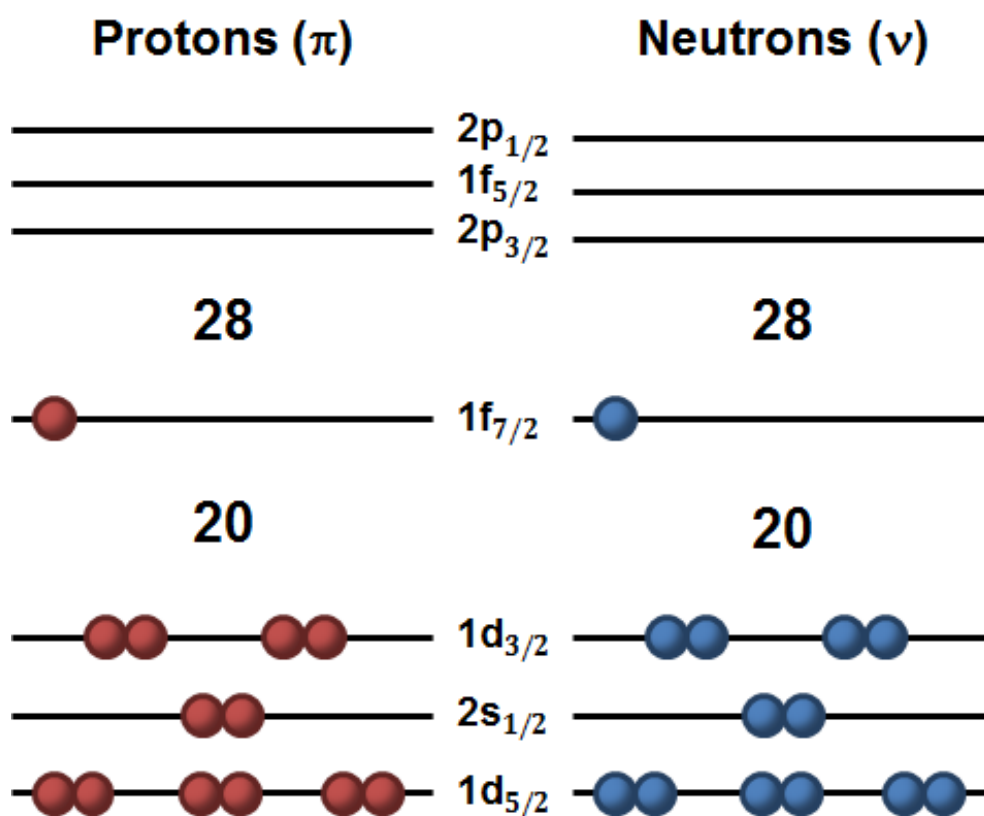 Protons (π) Neutrons (ν)
2p1/2
1f5/2
2p3/2
28 28
1f7/2
20 20
1d3/2
2s1/2
1d5/2